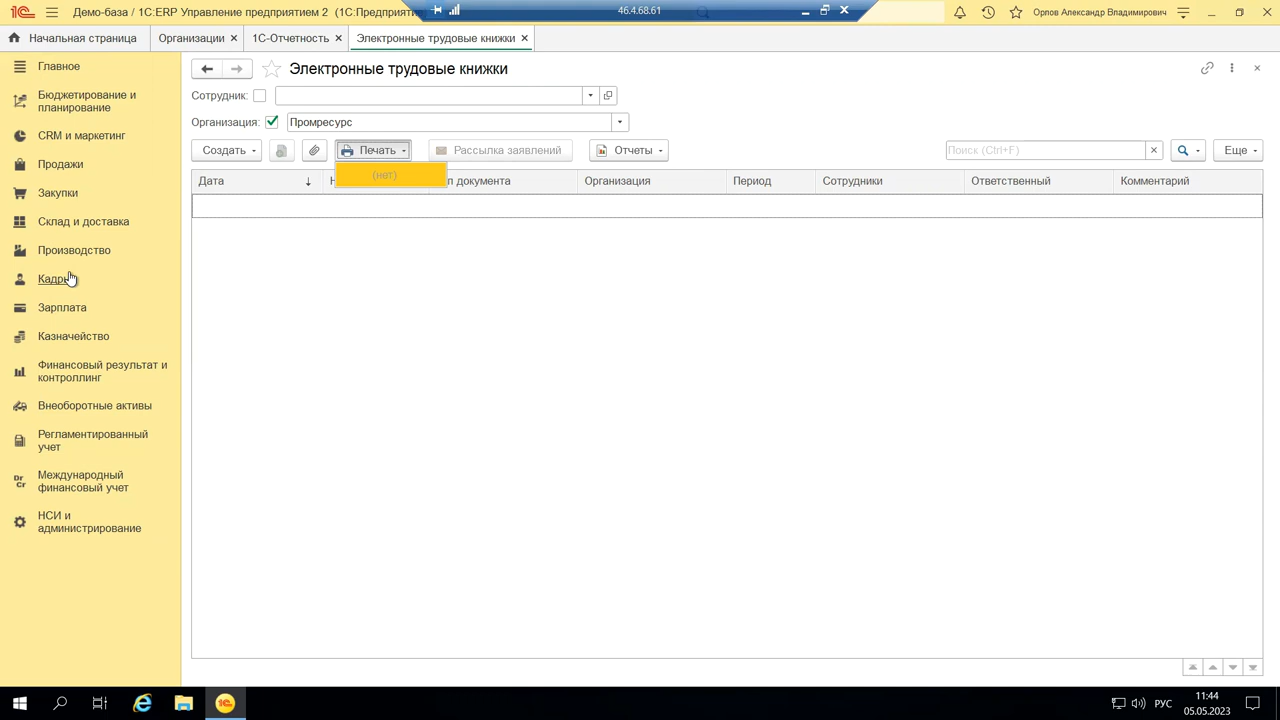 Демо-база / 1С:ERP Управление предприятием 2 (1С:Предприяти
46.4.68.61
Орлов Александр Владимирович
Начальная страница
Организации ×
1С-Отчетность ×
Электронные трудовые книжки ×
Главное
Бюджетирование и
планирование
CRM и маркетинг
Продажи
Закупки
Склад и доставка
Производство
Кадры
Зарплата
Казначейство
Финансовый результат и
контроллинг
Внеоборотные активы
Регламентированный
учет
Dr
Cr
Международный
финансовый учет
НСИ и
администрирование
Электронные трудовые книжки
Сотрудник:
Организация: Промресурс
Создать
Печать
Рассылка заявлений
Отчеты
Поиск (Ctrl+F)
Еще
(нет)
Дата ↓ Н п документа Организация Период Сотрудники Ответственный Комментарий
РУС
11:44
05.05.2023